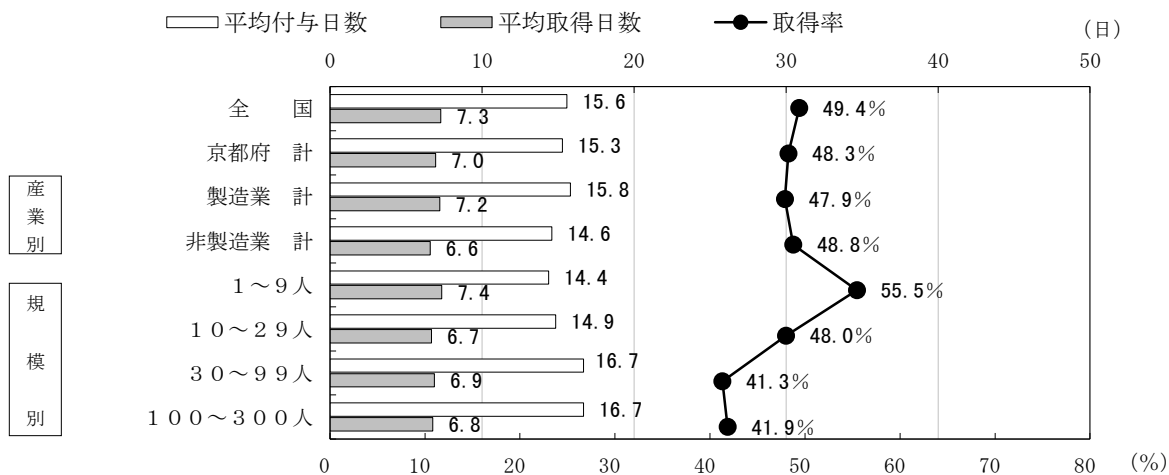 平均付与日数 平均取得日数 取得率
(日)
0 10 20 30 40 50
全　国 15.6 7.3 49.4%
京都府　計 15.3 7.0 48.3%
産業別
製造業　計 15.8 7.2 47.9%
非製造業　計 14.6 6.6 48.8%
規模別
１～９人 14.4 7.4 55.5%
１０～２９人 14.9 6.7 48.0%
３０～９９人 16.7 6.9 41.3%
１００～３００人 16.7 6.8 41.9%
0 10 20 30 40 50 60 70 80 (%)